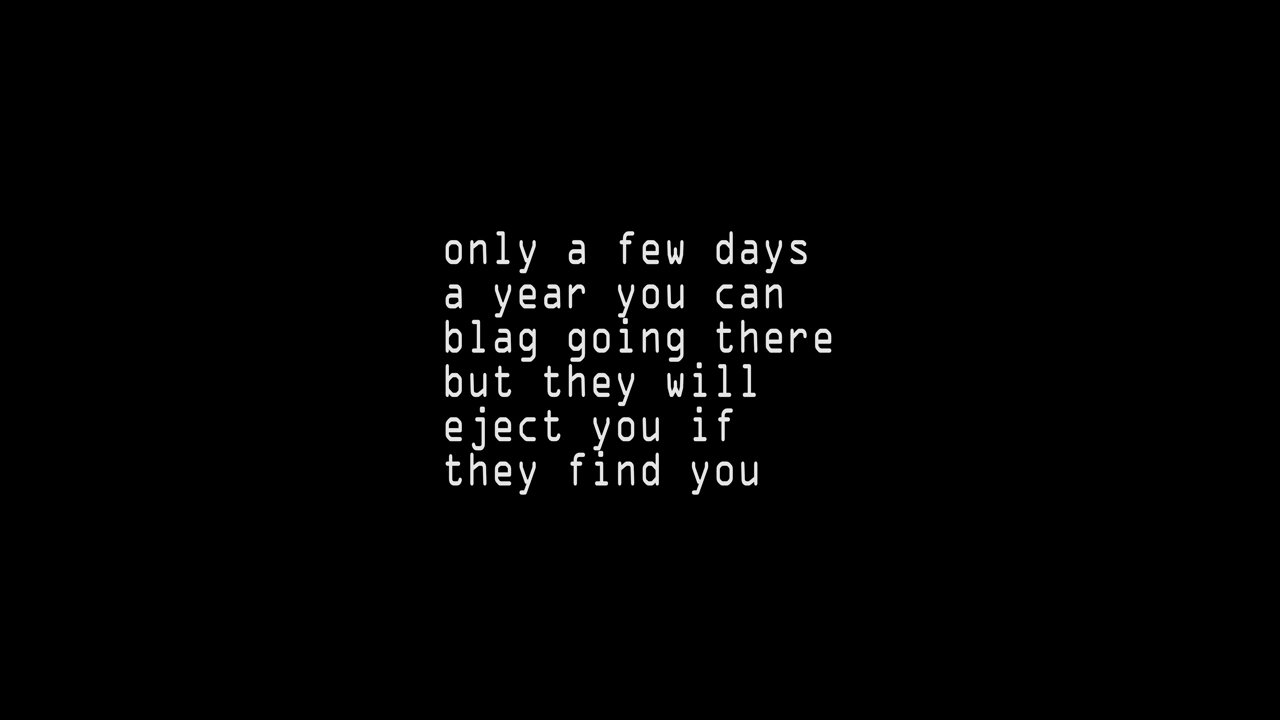 only a few days
a year you can
blag going there
but they will
eject you if
they find you